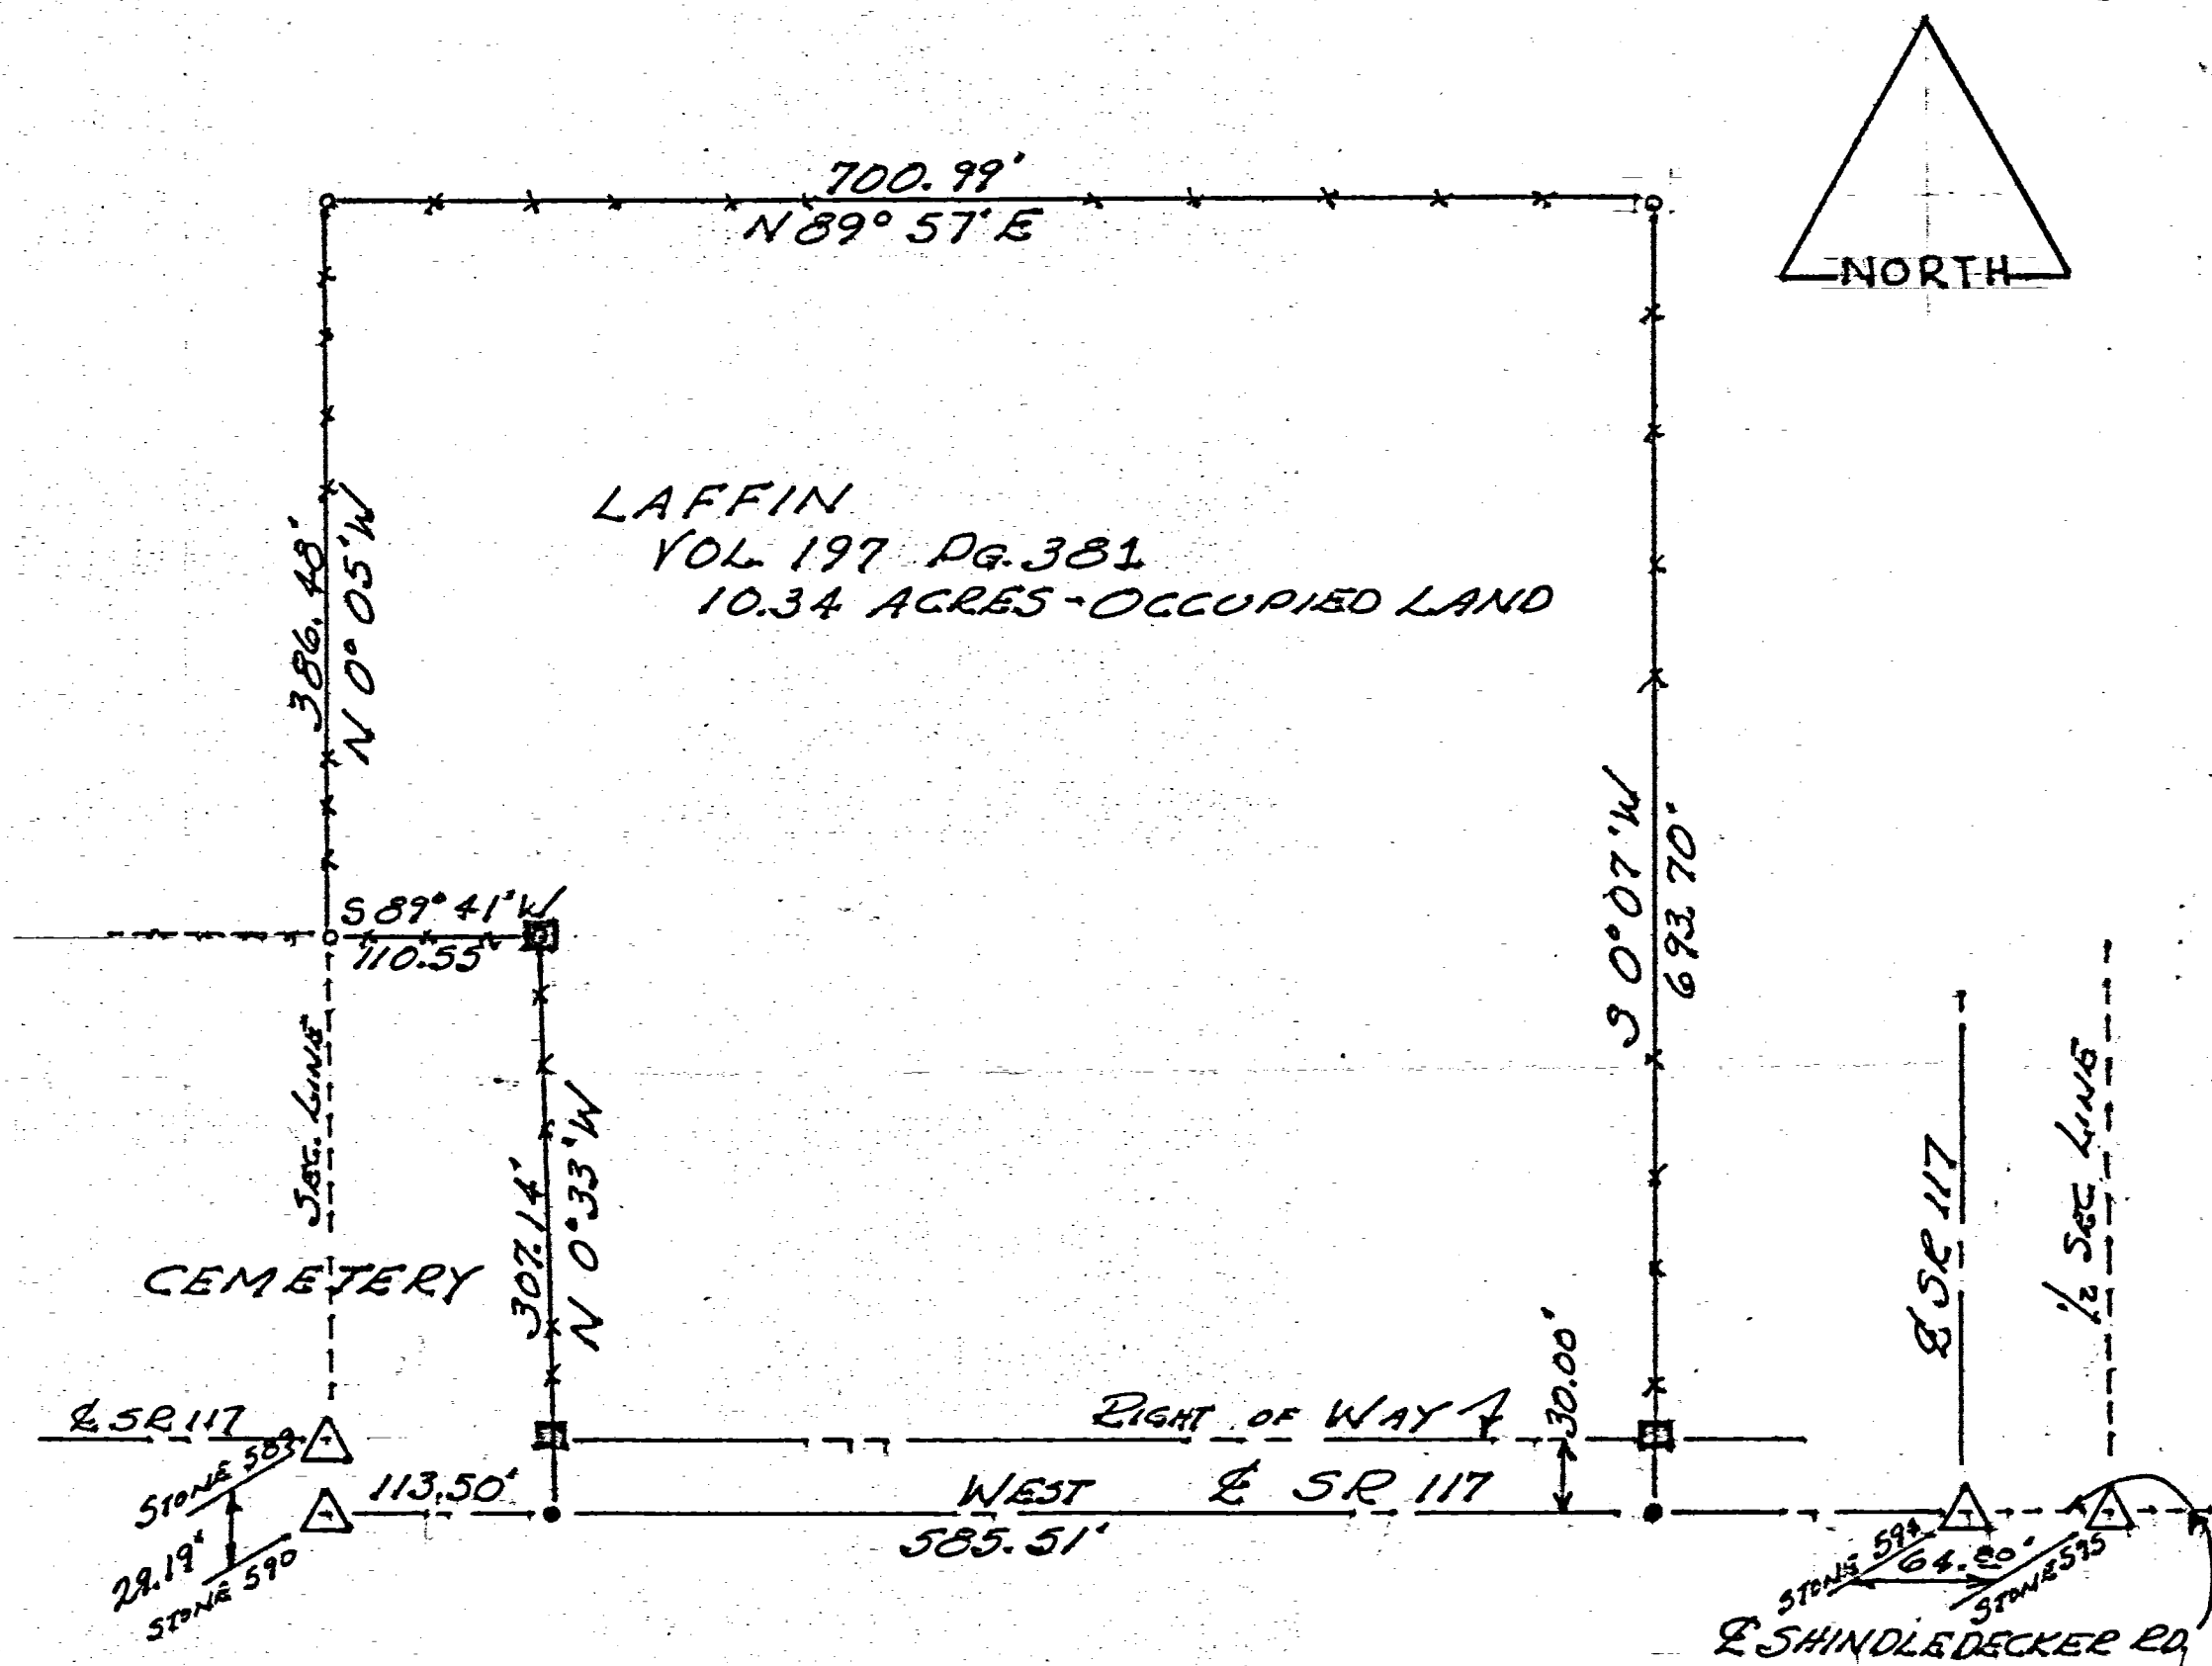 700.99'
N 89° 57' E
NORTH
LAFFIN
VOL. 197 PG. 381
10.34 ACRES - OCCUPIED LAND
386.48'
N 0° 05' W
S 89° 41' W
110.55'
S 0° 07' W
693.70'
SEC. LINE
CEMETERY
307.14'
N 0° 33' W
℄ SR 117
1/2 SEC LINE
℄ SR 117
RIGHT OF WAY
30.00'
STONE 589
113.50'
WEST ℄ SR 117
585.51'
29.19'
STONE 590
STONE 594
64.80'
STONE 595
℄ SHINDLEDECKER RD.